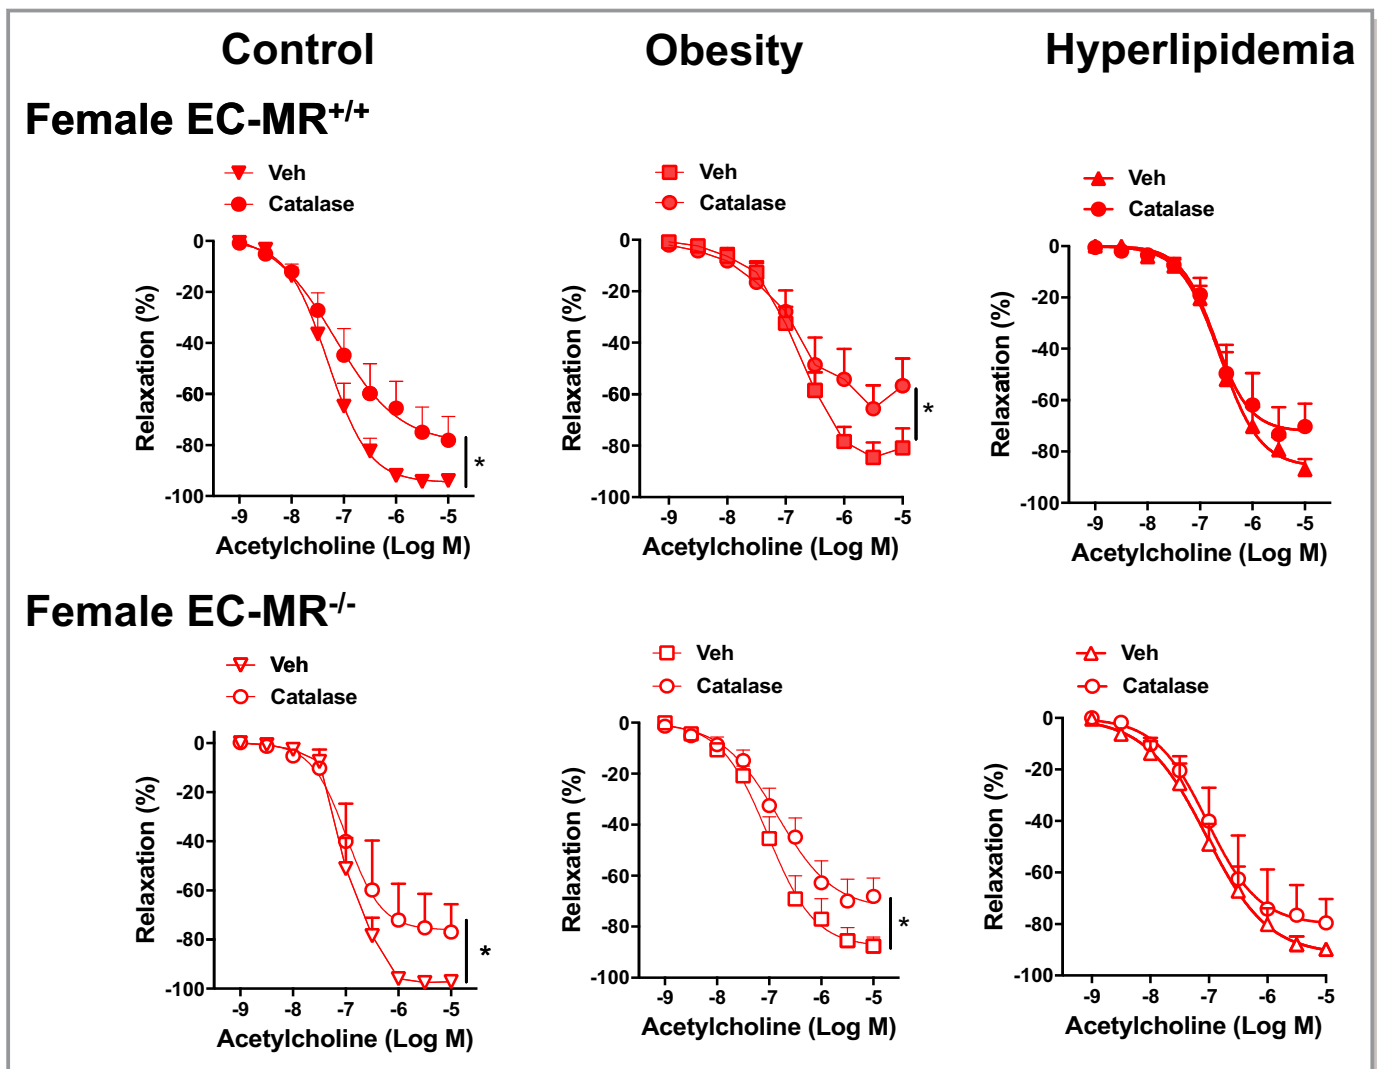 Control Obesity Hyperlipidemia
Female EC-MR+/+
Veh
Catalase
0
-20
-40
-60
-80
-100
Relaxation (%)
-9 -8 -7 -6 -5
Acetylcholine (Log M)
*
Veh
Catalase
0
-20
-40
-60
-80
-100
Relaxation (%)
-9 -8 -7 -6 -5
Acetylcholine (Log M)
*
Veh
Catalase
0
-20
-40
-60
-80
-100
Relaxation (%)
-9 -8 -7 -6 -5
Acetylcholine (Log M)
Female EC-MR-/-
Veh
Catalase
0
-20
-40
-60
-80
-100
Relaxation (%)
-9 -8 -7 -6 -5
Acetylcholine (Log M)
*
Veh
Catalase
0
-20
-40
-60
-80
-100
Relaxation (%)
-9 -8 -7 -6 -5
Acetylcholine (Log M)
*
Veh
Catalase
0
-20
-40
-60
-80
-100
Relaxation (%)
-9 -8 -7 -6 -5
Acetylcholine (Log M)